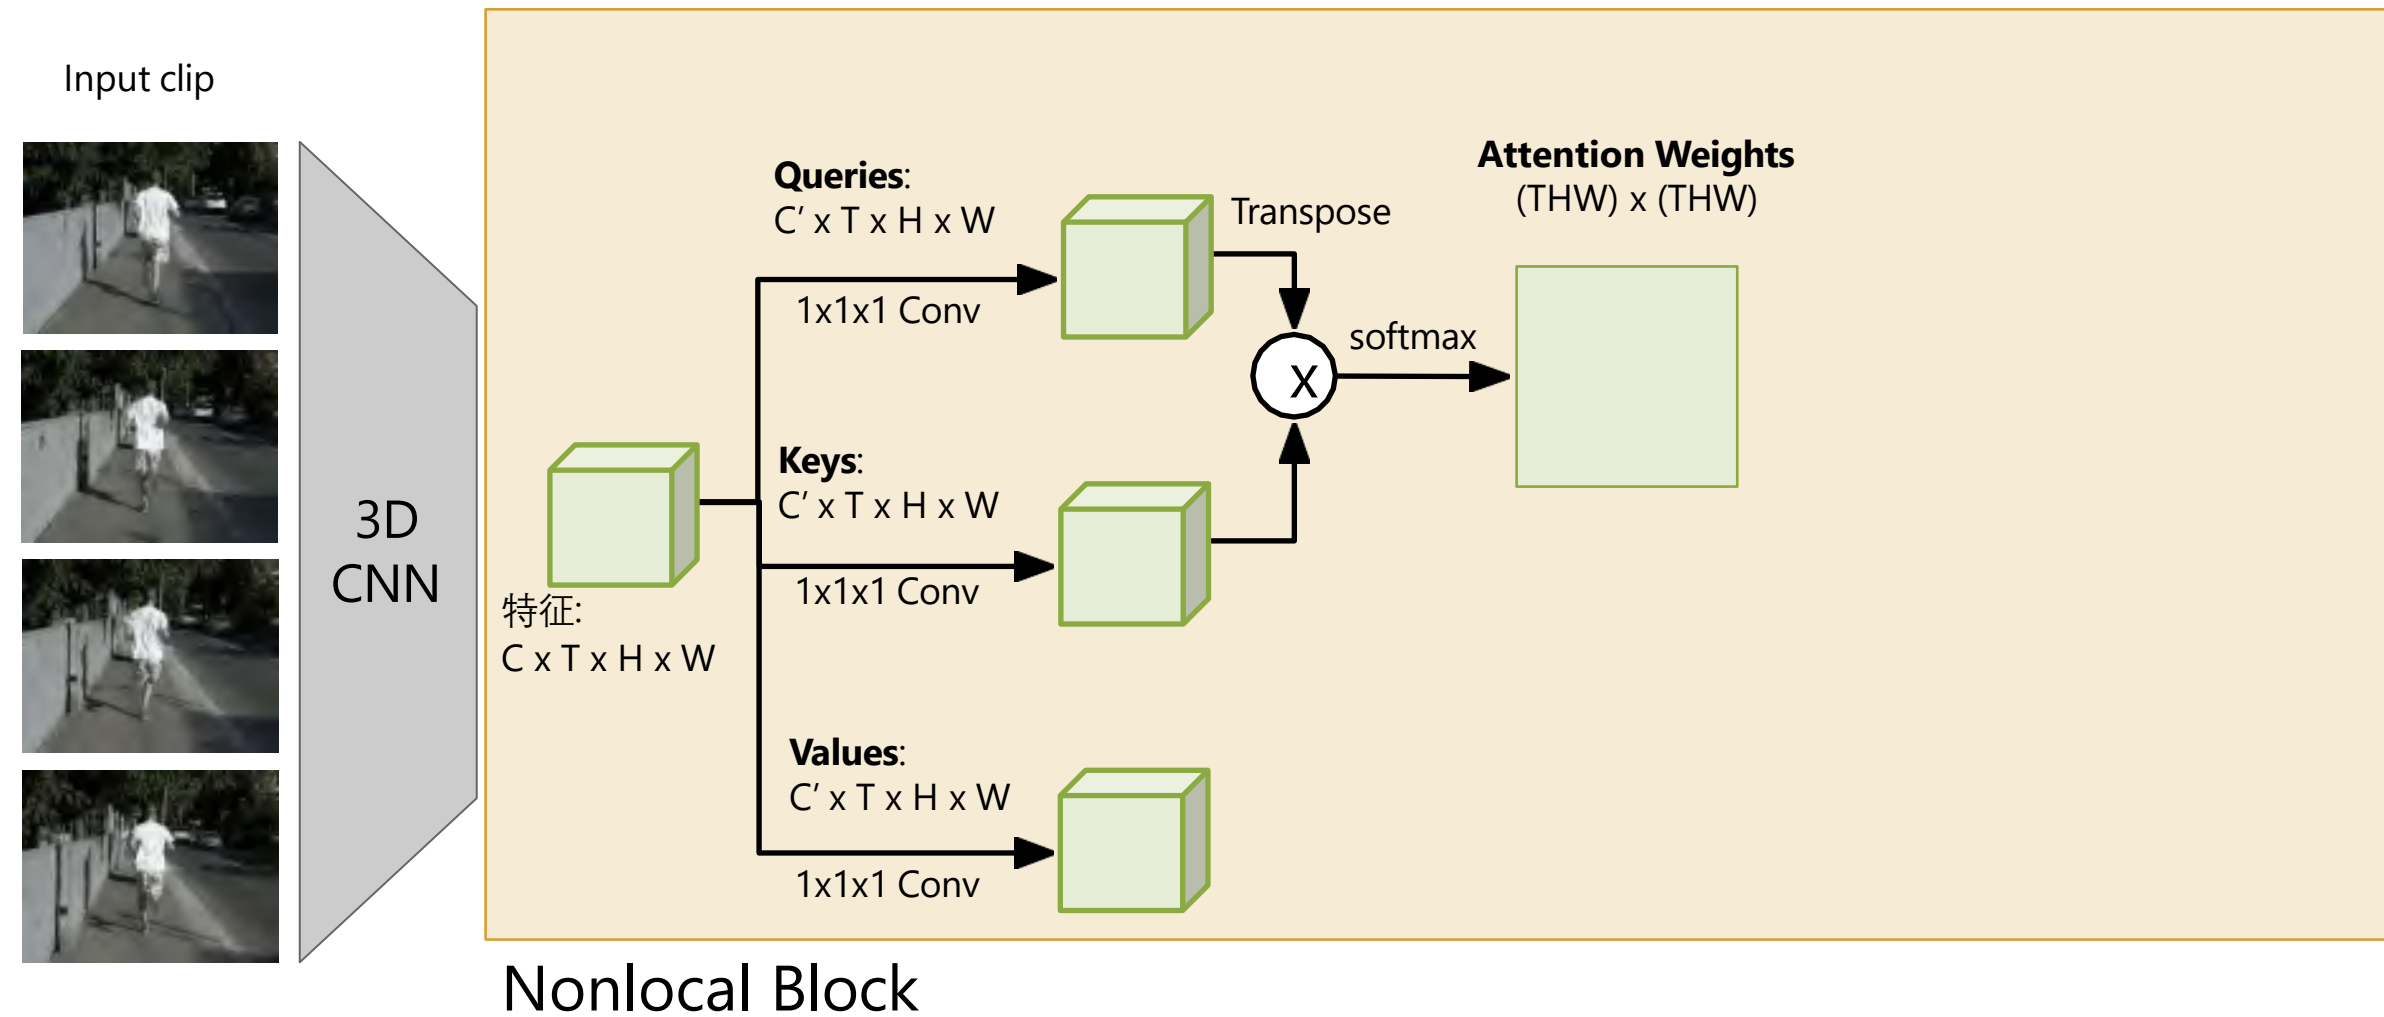 Input clip
3D
CNN
特征:
C x T x H x W
Queries:
C’ x T x H x W
1x1x1 Conv
Keys:
C’ x T x H x W
1x1x1 Conv
Values:
C’ x T x H x W
1x1x1 Conv
Transpose
x
softmax
Attention Weights
(THW) x (THW)
Nonlocal Block